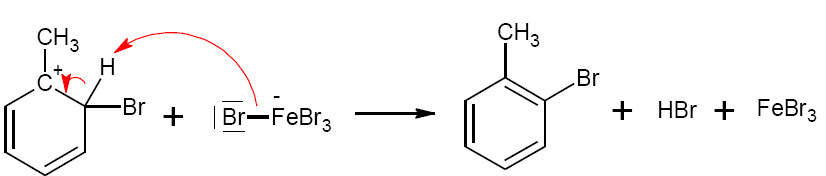 CH₃
H
C⁺
Br + |Br—FeBr₃⁻
CH₃
Br
+ HBr + FeBr₃